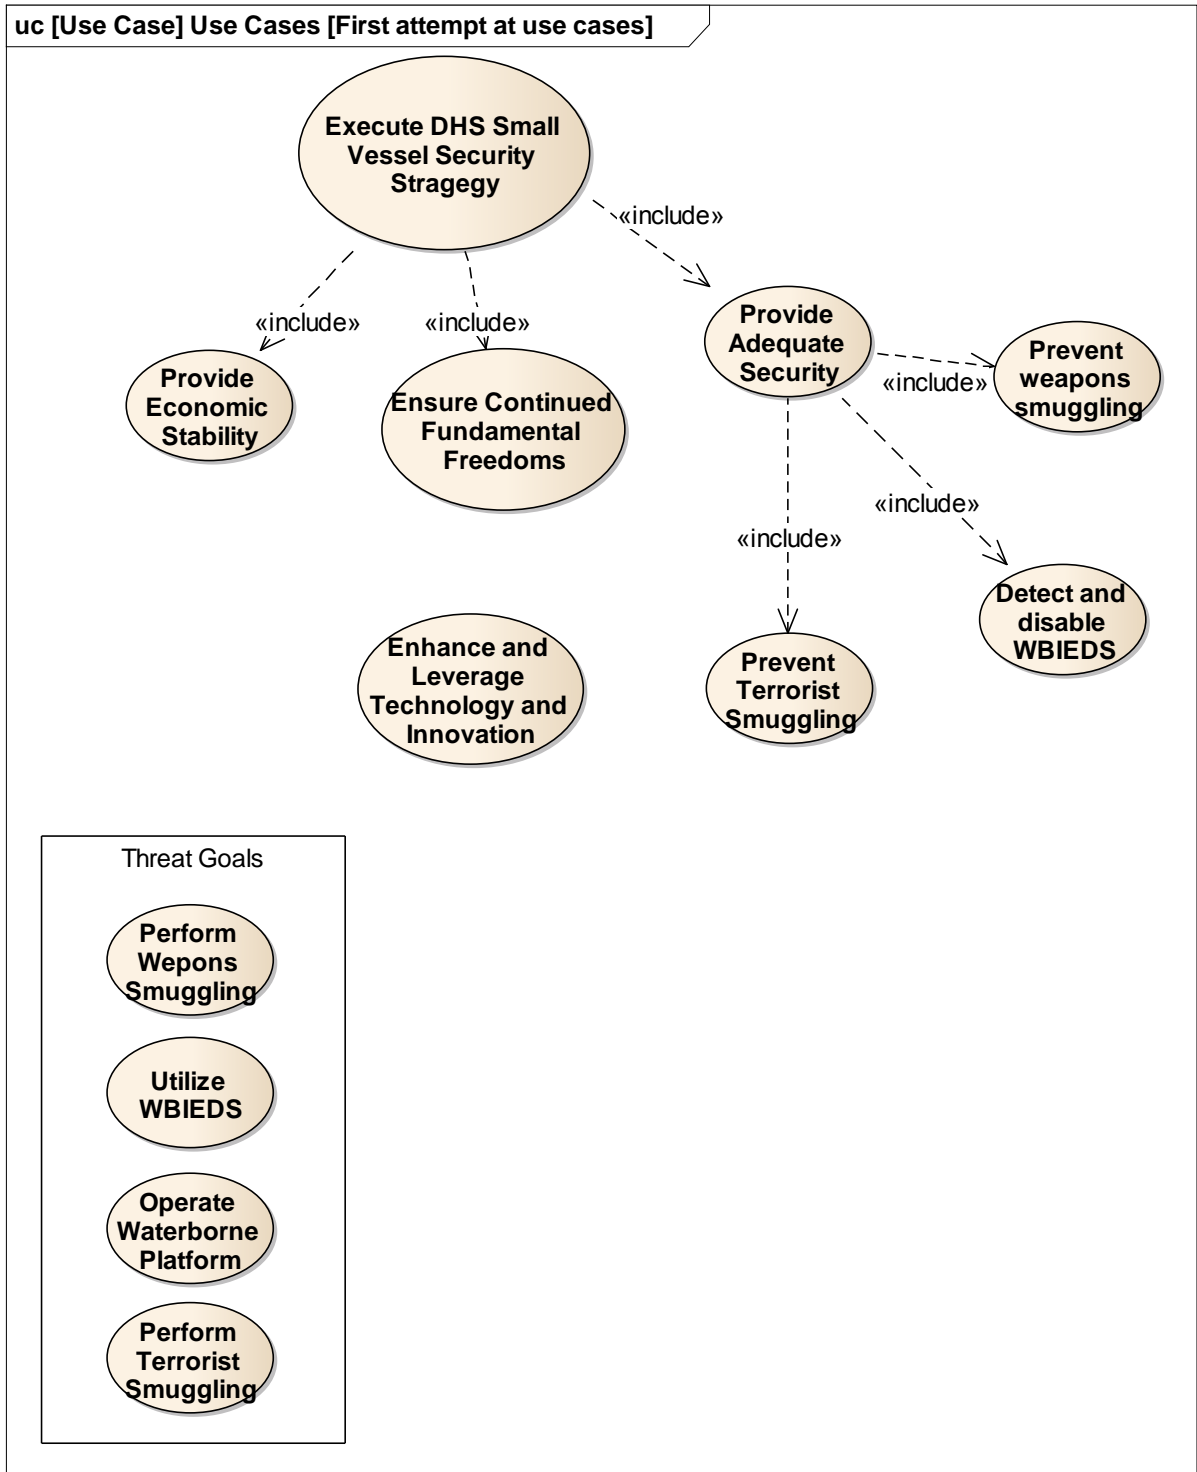 uc [Use Case] Use Cases [First attempt at use cases]
Execute DHS Small
Vessel Security
Stragegy
«include»
«include»
«include»
Provide
Economic
Stability
Ensure Continued
Fundamental
Freedoms
Provide
Adequate
Security
«include»
Prevent
weapons
smuggling
«include»
«include»
Enhance and
Leverage
Technology and
Innovation
Prevent
Terrorist
Smuggling
Detect and
disable
WBIEDS
Threat Goals
Perform
Wepons
Smuggling
Utilize
WBIEDS
Operate
Waterborne
Platform
Perform
Terrorist
Smuggling